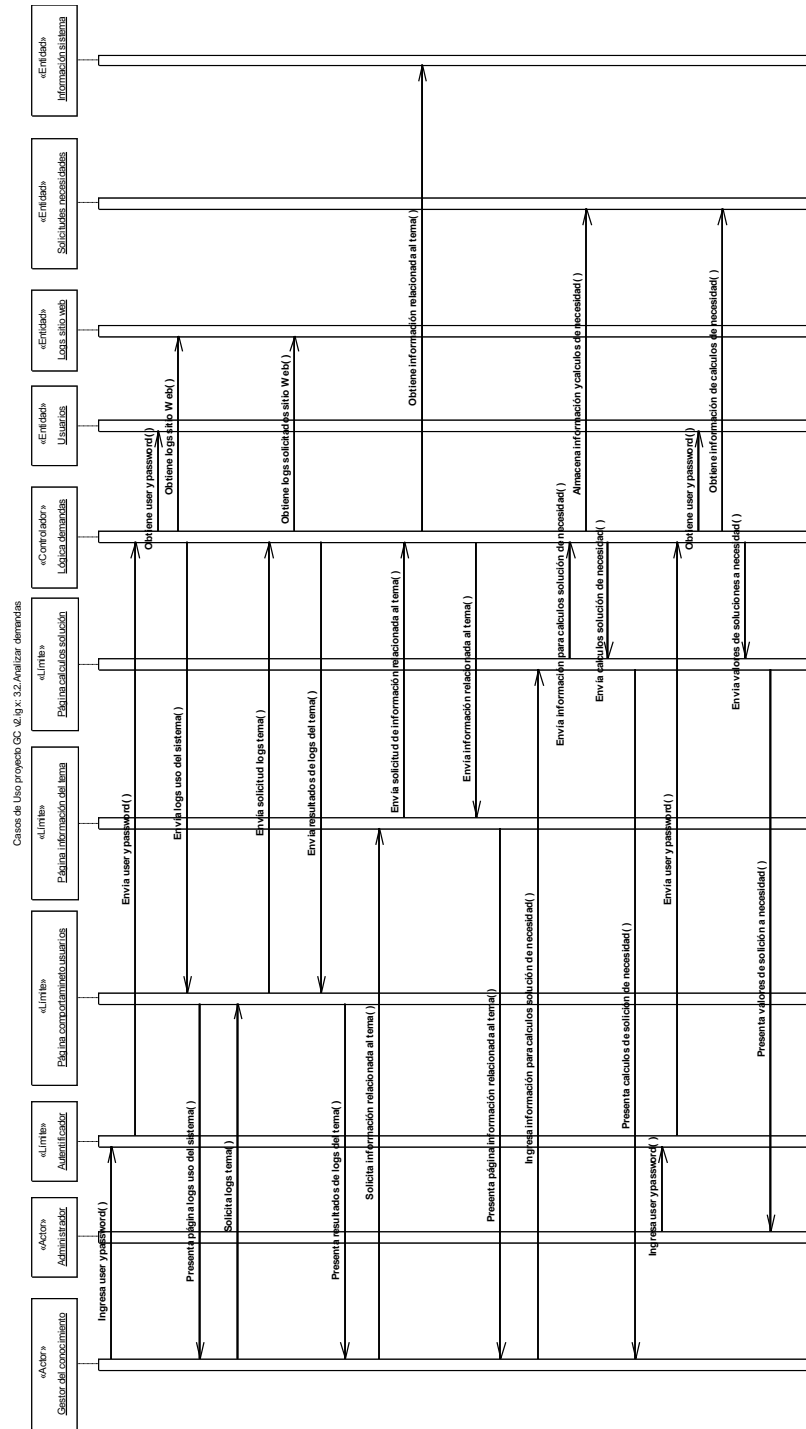 Casos de Uso proyecto GC v2.igx: 3.2. Analizar demandas
«Actor»
Gestor del conocimiento
«Actor»
Administrador
«Límite»
Autentificador
«Límite»
Página comportamineto usuarios
«Límite»
Página información del tema
«Límite»
Página calculos solución
«Controlador»
Lógica demandas
«Entidad»
Usuarios
«Entidad»
Logs sitio web
«Entidad»
Solicitudes necesidades
«Entidad»
Información sistema
Ingresa user y password( )
Envía user y password( )
Obtiene user y password( )
Obtiene logs sitio Web( )
Envía logs uso del sistema( )
Presenta página logs uso del sistema( )
Solicita logs tema( )
Envía solicitud logs tema( )
Obtiene logs solicitados sitio Web( )
Envía resultados de logs del tema( )
Presenta resultados de logs del tema( )
Solicita información relacionada al tema( )
Envía solicitud de información relacionada al tema( )
Obtiene información relacionada al tema( )
Envía información relacionada al tema( )
Presenta página información relacionada al tema( )
Ingresa información para calculos solución de necesidad( )
Envía información para calculos solución de necesidad( )
Almacena información y calculos de necesidad( )
Envía calculos solución de necesidad( )
Presenta calculos de solición de necesidad( )
Ingresa user y password( )
Envía user y password( )
Obtiene user y password( )
Obtiene información de calculos de necesidad( )
Envía valores de soluciones a necesidad( )
Presenta valores de solición a necesidad( )